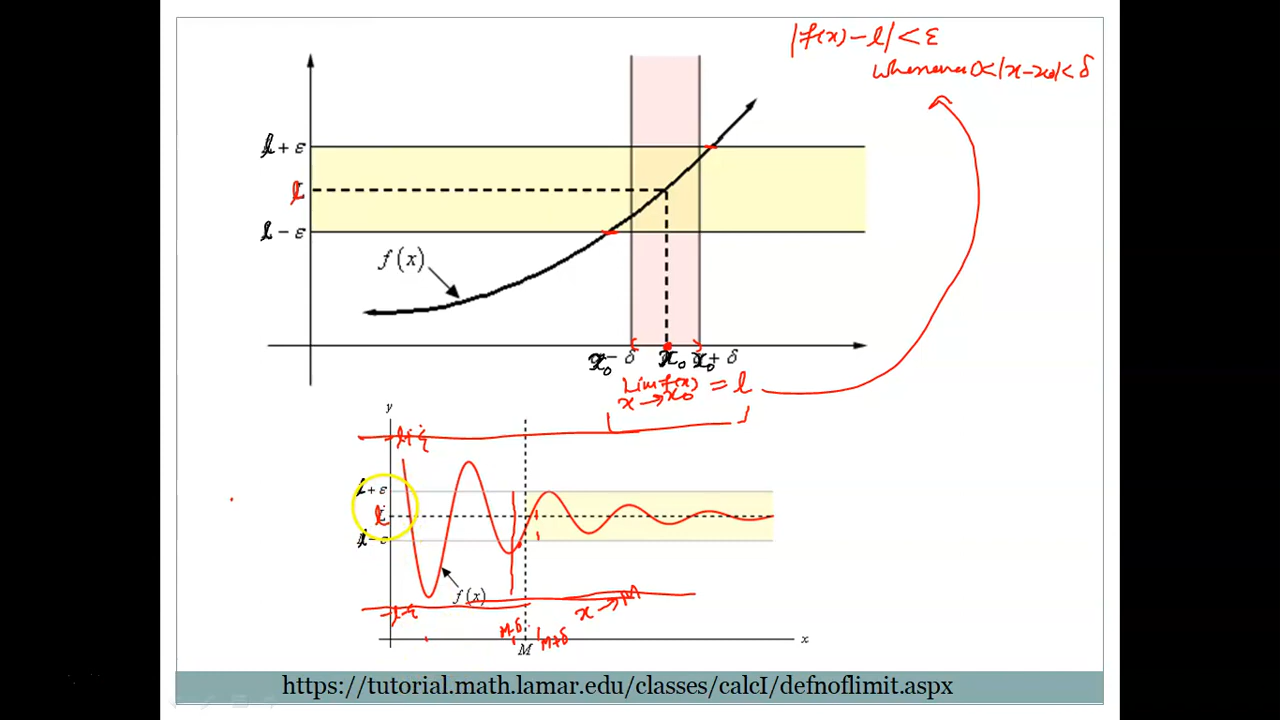 |f(x) - l| < ε
whenever 0 < |x - x₀| < δ
l + ε
l
l - ε
f(x)
x₀ - δ x₀ x₀ + δ
Lim f(x) = l
x → x₀
y
l + ε
l
l - ε
f(x)
x → M
M-δ
M M+δ
x
https://tutorial.math.lamar.edu/classes/calcI/defnoflimit.aspx